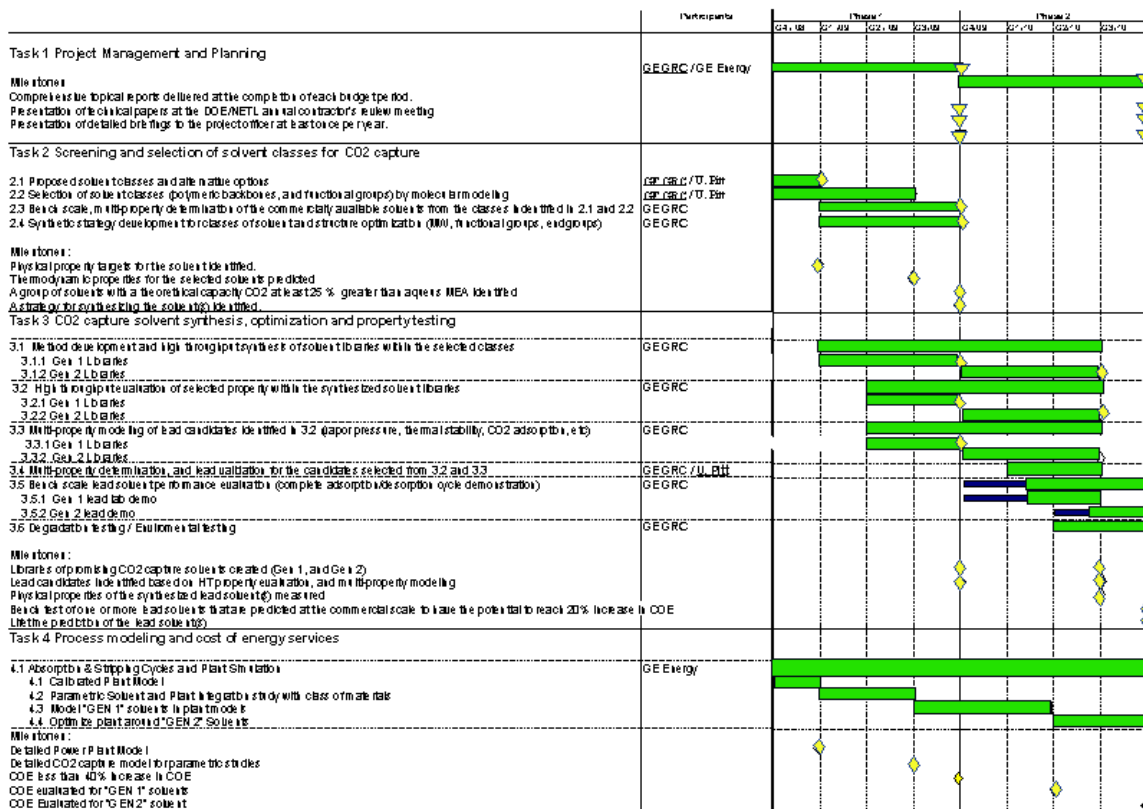 Participants Phase 1 Phase 2
Q4/08 Q1/09 Q2/09 Q3/09 Q4/09 Q1/10 Q2/10 Q3/10
Task 1 Project Management and Planning
GEGRC / GE Energy
Milestones
Comprehensive topical reports delivered at the completion of each budget period.
Presentation of technical papers at the DOE/NETL annual contractor's review meeting
Presentation of detailed briefings to the project officer at least once per year.
Task 2 Screening and selection of solvent classes for CO2 capture
2.1 Proposed solvent classes and alternative options GEGRC / U. Pitt
2.2 Selection of solvent classes (polymeric backbones, and functional groups) by molecular modeling GEGRC / U. Pitt
2.3 Bench scale, multi-property determination of the commercially available solvents from the classes indentified in 2.1 and 2.2 GEGRC
2.4 Synthetic strategy development for classes of solvent and structure optimization (MW, functional groups, endgroups) GEGRC
Milestones:
Physical property targets for the solvent identified.
Thermodynamic properties for the selected solvents predicted
A group of solvents with a theoretical capacity CO2 at least 25 % greater than aqueus MEA identified
A strategy for synthesizing the solvent(s) identified.
Task 3 CO2 capture solvent synthesis, optimization and property testing
3.1 Method development and high throughput synthesis of solvent libraries within the selected classes GEGRC
3.1.1 Gen 1 Libraries
3.1.2 Gen 2 Libraries
3.2 High throughput evaluation of selected property within the synthesized solvent libraries GEGRC
3.2.1 Gen 1 Libraries
3.2.2 Gen 2 Libraries
3.3 Multi-property modeling of lead candidates identified in 3.2 (vapor pressure, thermal stability, CO2 adsorption, etc) GEGRC
3.3.1 Gen 1 Libraries
3.3.2 Gen 2 Libraries
3.4 Multi-property determination, and lead validation for the candidates selected from 3.2 and 3.3 GEGRC / U. Pitt
3.5 Bench scale lead solvent performance evaluation (complete adsorption/desorption cycle demonstration) GEGRC
3.5.1 Gen 1 lead lab demo
3.5.2 Gen 2 lead demo
3.6 Degradation testing / Enviromental testing GEGRC
Milestones:
Libraries of promising CO2 capture solvents created (Gen 1, and Gen 2)
Lead candidates indentified based on HT property evaluation, and multi-property modeling
Physical properties of the synthesized lead solvent(s) measured
Bench test of one or more lead solvents that are predicted at the commercial scale to have the potential to reach 20% increase in COE
Lifetime prediction of the lead solvent(s)
Task 4 Process modeling and cost of energy services
4.1 Absorption & Stripping Cycles and Plant Simulation GE Energy
4.1 Calibrated Plant Model
4.2 Parametric Solvent and Plant Integration study with class of materials
4.3 Model "GEN 1" solvents in plant models
4.4 Optimize plant around "GEN 2" Solvents
Milestones:
Detailed Power Plant Model
Detailed CO2 capture model for parametric studies
COE less than 40% increase in COE
COE evaluated for "GEN 1" solvents
COE Evaluated for "GEN 2" solvent